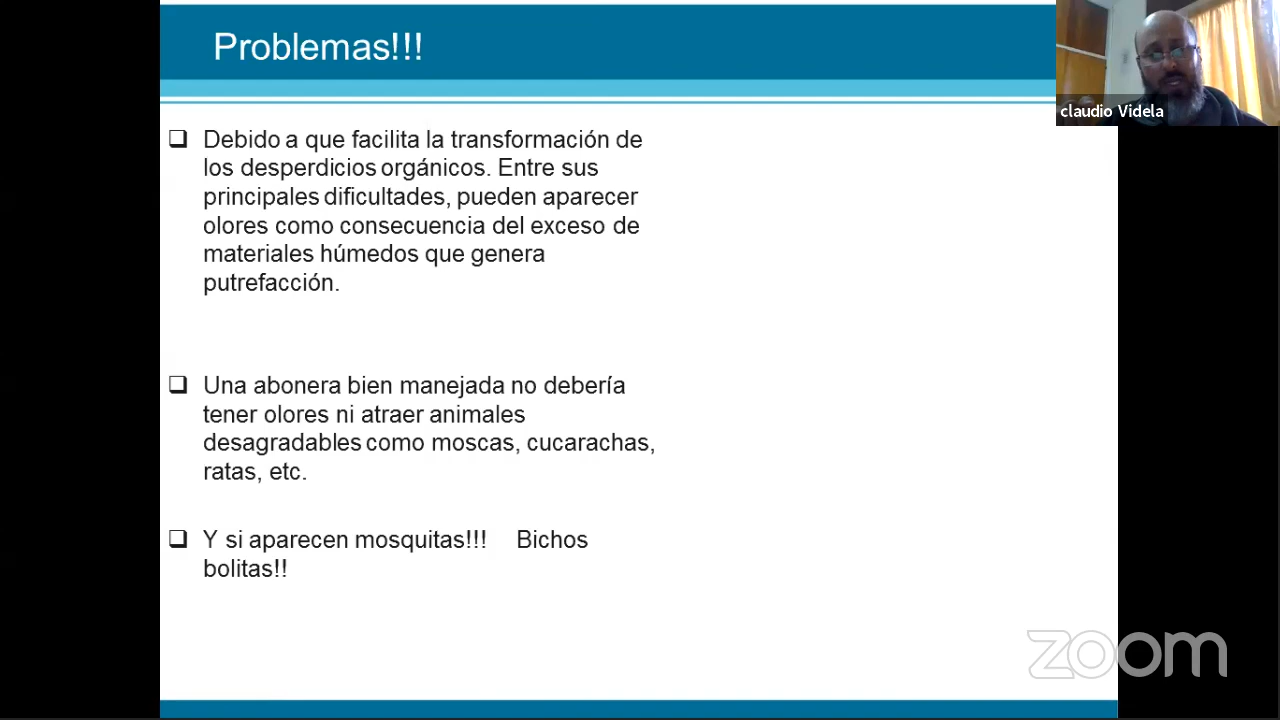 Problemas!!!
claudio Videla
❑ Debido a que facilita la transformación de
los desperdicios orgánicos. Entre sus
principales dificultades, pueden aparecer
olores como consecuencia del exceso de
materiales húmedos que genera
putrefacción.
❑ Una abonera bien manejada no debería
tener olores ni atraer animales
desagradables como moscas, cucarachas,
ratas, etc.
❑ Y si aparecen mosquitas!!! Bichos
bolitas!!
zoom